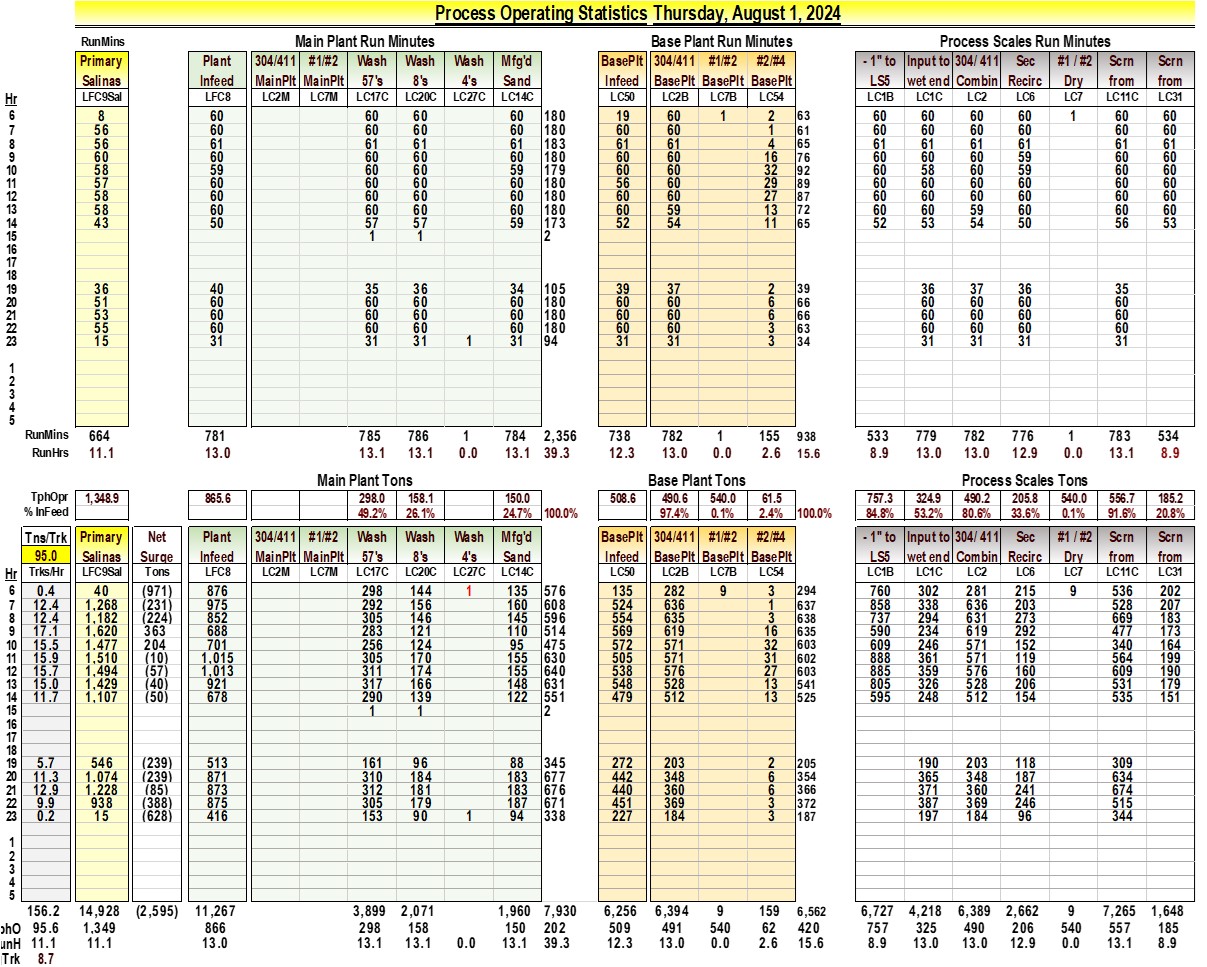 Process Operating Statistics Thursday, August 1, 2024
RunMins Main Plant Run Minutes Base Plant Run Minutes Process Scales Run Minutes
Primary Plant 304/411 #1/#2 Wash Wash Wash Mfg'd BasePlt 304/411 #1/#2 #2/#4 - 1" to Input to 304/ 411 Sec #1 / #2 Scrn Scrn
Salinas Infeed MainPlt MainPlt 57's 8's 4's Sand Infeed BasePlt BasePlt BasePlt LS5 wet end Combin Recirc Dry from from
Hr LFC9Sal LFC8 LC2M LC7M LC17C LC20C LC27C LC14C LC50 LC2B LC7B LC54 LC1B LC1C LC2 LC6 LC7 LC11C LC31
6 8 60 60 60 60 180 19 60 1 2 63 60 60 60 60 1 60 60
7 56 60 60 60 60 180 60 60 1 61 60 60 60 60 60 60
8 56 61 61 61 61 183 61 61 4 65 61 61 61 61 61 61
9 60 60 60 60 60 180 60 60 16 76 60 60 60 59 60 60
10 58 59 60 60 59 179 60 60 32 92 60 58 60 59 60 60
11 57 60 60 60 60 180 56 60 29 89 60 60 60 60 60 60
12 58 60 60 60 60 180 60 60 27 87 60 60 60 60 60 60
13 58 60 60 60 60 180 60 59 13 72 60 60 59 60 60 60
14 43 50 57 57 59 173 52 54 11 65 52 53 54 50 56 53
15 1 1 2
16
17
18
19 36 40 35 36 34 105 39 37 2 39 36 37 36 35
20 51 60 60 60 60 180 60 60 6 66 60 60 60 60
21 53 60 60 60 60 180 60 60 6 66 60 60 60 60
22 55 60 60 60 60 180 60 60 3 63 60 60 60 60
23 15 31 31 31 1 31 94 31 31 3 34 31 31 31 31
1
2
3
4
5
RunMins 664 781 785 786 1 784 2,356 738 782 1 155 938 533 779 782 776 1 783 534
RunHrs 11.1 13.0 13.1 13.1 0.0 13.1 39.3 12.3 13.0 0.0 2.6 15.6 8.9 13.0 13.0 12.9 0.0 13.1 8.9
Main Plant Tons Base Plant Tons Process Scales Tons
TphOpr 1,348.9 865.6 298.0 158.1 150.0 508.6 490.6 540.0 61.5 757.3 324.9 490.2 205.8 540.0 556.7 185.2
% InFeed 49.2% 26.1% 24.7% 100.0% 97.4% 0.1% 2.4% 100.0% 84.8% 53.2% 80.6% 33.6% 0.1% 91.6% 20.8%
Tns/Trk Primary Net Plant 304/411 #1/#2 Wash Wash Wash Mfg'd BasePlt 304/411 #1/#2 #2/#4 - 1" to Input to 304/ 411 Sec #1 / #2 Scrn Scrn
95.0 Salinas Surge Infeed MainPlt MainPlt 57's 8's 4's Sand Infeed BasePlt BasePlt BasePlt LS5 wet end Combin Recirc Dry from from
Hr Trks/Hr LFC9Sal Tons LFC8 LC2M LC7M LC17C LC20C LC27C LC14C LC50 LC2B LC7B LC54 LC1B LC1C LC2 LC6 LC7 LC11C LC31
6 0.4 40 (971) 876 298 144 1 135 576 135 282 9 3 294 760 302 281 215 9 536 202
7 12.4 1,268 (231) 975 292 156 160 608 524 636 1 637 858 338 636 203 528 207
8 12.4 1,182 (224) 852 305 146 145 596 554 635 3 638 737 294 631 273 669 183
9 17.1 1,620 363 688 283 121 110 514 569 619 16 635 590 234 619 292 477 173
10 15.5 1,477 204 701 256 124 95 475 572 571 32 603 609 246 571 152 340 164
11 15.9 1,510 (10) 1,015 305 170 155 630 505 571 31 602 888 361 571 119 564 199
12 15.7 1,494 (57) 1,013 311 174 155 640 538 576 27 603 885 359 576 160 609 190
13 15.0 1,429 (40) 921 317 166 148 631 548 528 13 541 805 326 528 206 531 179
14 11.7 1,107 (50) 678 290 139 122 551 479 512 13 525 595 248 512 154 535 151
15 1 1 2
16
17
18
19 5.7 546 (239) 513 161 96 88 345 272 203 2 205 190 203 118 309
20 11.3 1.074 (239) 871 310 184 183 677 442 348 6 354 365 348 187 634
21 12.9 1.228 (85) 873 312 181 183 676 440 360 6 366 371 360 241 674
22 9.9 938 (388) 875 305 179 187 671 451 369 3 372 387 369 246 515
23 0.2 15 (628) 416 153 90 1 94 338 227 184 3 187 197 184 96 344
1
2
3
4
5
156.2 14,928 (2,595) 11,267 3,899 2,071 1,960 7,930 6,256 6,394 9 159 6,562 6,727 4,218 6,389 2,662 9 7,265 1,648
phO 95.6 1,349 866 298 158 150 202 509 491 540 62 420 757 325 490 206 540 557 185
unH 11.1 11.1 13.0 13.1 13.1 0.0 13.1 39.3 12.3 13.0 0.0 2.6 15.6 8.9 13.0 13.0 12.9 0.0 13.1 8.9
Trk 8.7